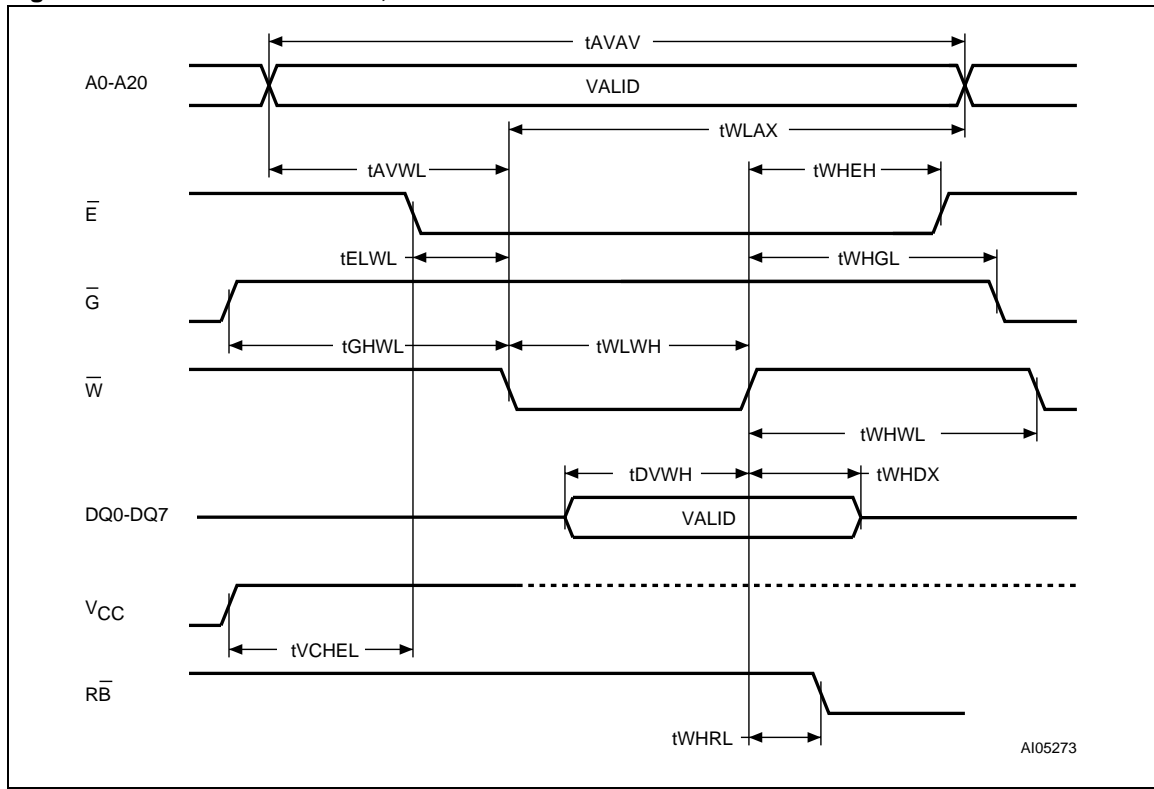 tAVAV
A0-A20
VALID
tWLAX
tAVWL
tWHEH
E̅
tELWL
tWHGL
G̅
tGHWL
tWLWH
W̅
tWHWL
tDVWH
tWHDX
DQ0-DQ7
VALID
VCC
tVCHEL
RB̅
tWHRL
AI05273